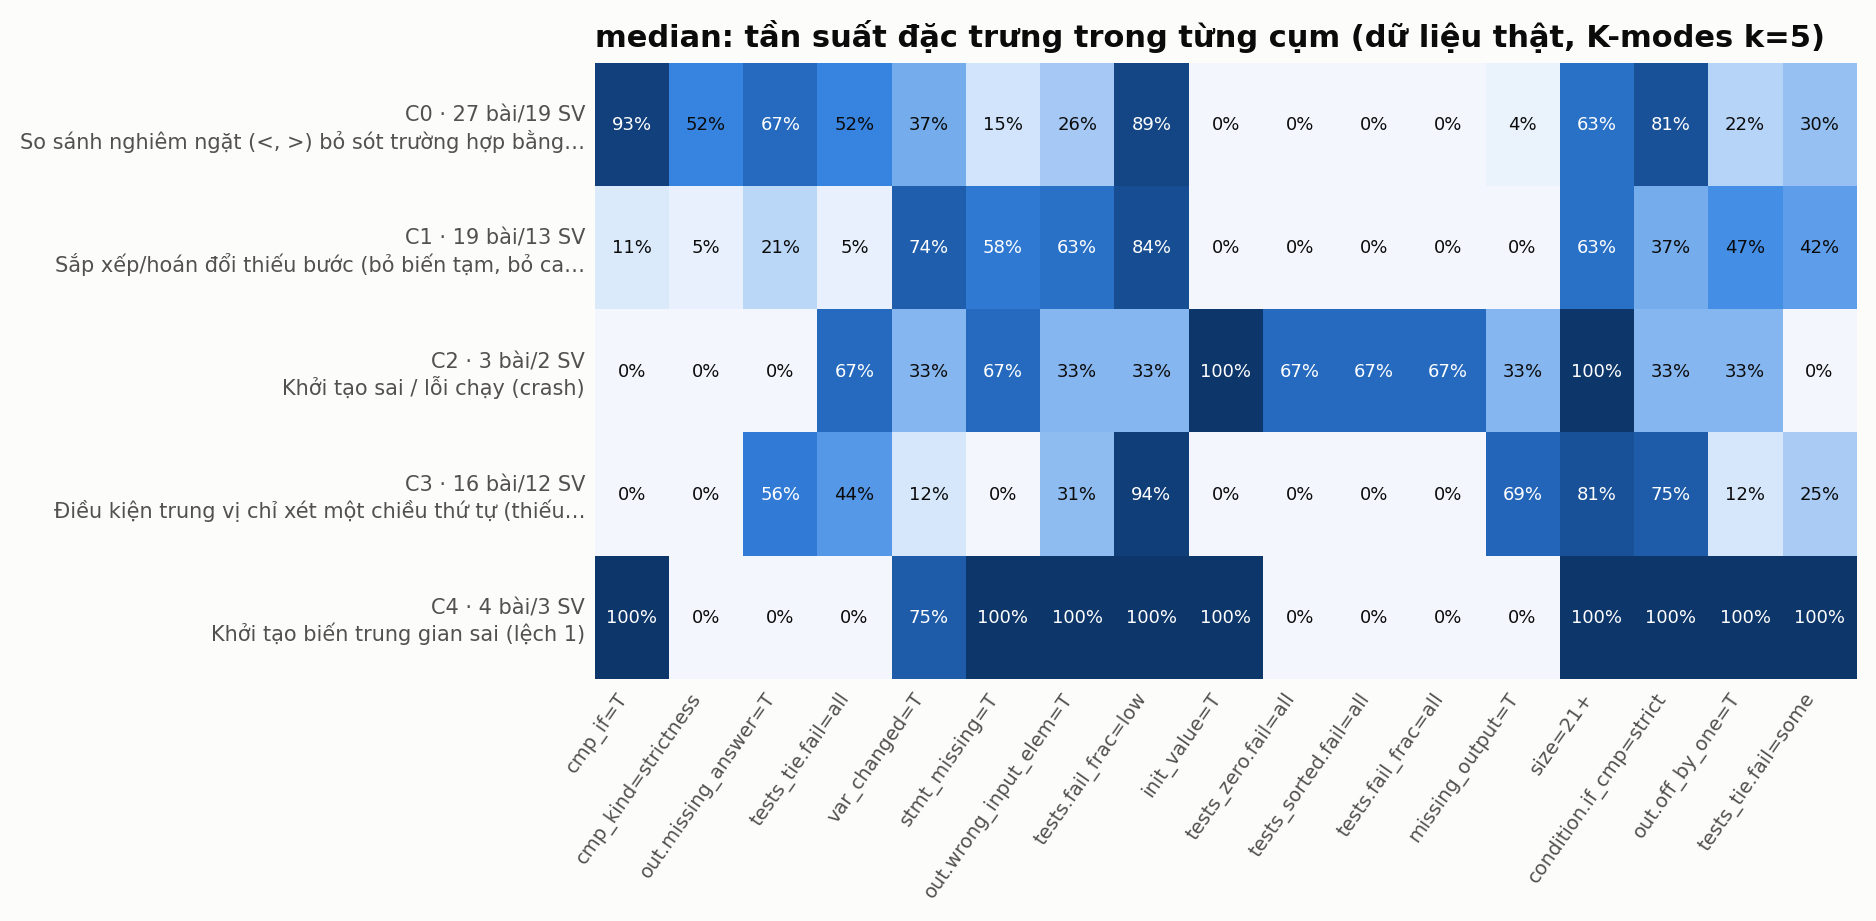 median: tần suất đặc trưng trong từng cụm (dữ liệu thật, K-modes k=5)
C0 · 27 bài/19 SV
So sánh nghiêm ngặt (<, >) bỏ sót trường hợp bằng…
93% 52% 67% 52% 37% 15% 26% 89% 0% 0% 0% 0% 4% 63% 81% 22% 30%
C1 · 19 bài/13 SV
Sắp xếp/hoán đổi thiếu bước (bỏ biến tạm, bỏ ca…
11% 5% 21% 5% 74% 58% 63% 84% 0% 0% 0% 0% 0% 63% 37% 47% 42%
C2 · 3 bài/2 SV
Khởi tạo sai / lỗi chạy (crash)
0% 0% 0% 67% 33% 67% 33% 33% 100% 67% 67% 67% 33% 100% 33% 33% 0%
C3 · 16 bài/12 SV
Điều kiện trung vị chỉ xét một chiều thứ tự (thiếu…
0% 0% 56% 44% 12% 0% 31% 94% 0% 0% 0% 0% 69% 81% 75% 12% 25%
C4 · 4 bài/3 SV
Khởi tạo biến trung gian sai (lệch 1)
100% 0% 0% 0% 75% 100% 100% 100% 100% 0% 0% 0% 0% 100% 100% 100% 100%
cmp_if=T
cmp_kind=strictness
out.missing_answer=T
tests_tie.fail=all
var_changed=T
stmt_missing=T
out.wrong_input_elem=T
tests.fail_frac=low
init_value=T
tests_zero.fail=all
tests_sorted.fail=all
tests.fail_frac=all
missing_output=T
size=21+
condition.if_cmp=strict
out.off_by_one=T
tests_tie.fail=some